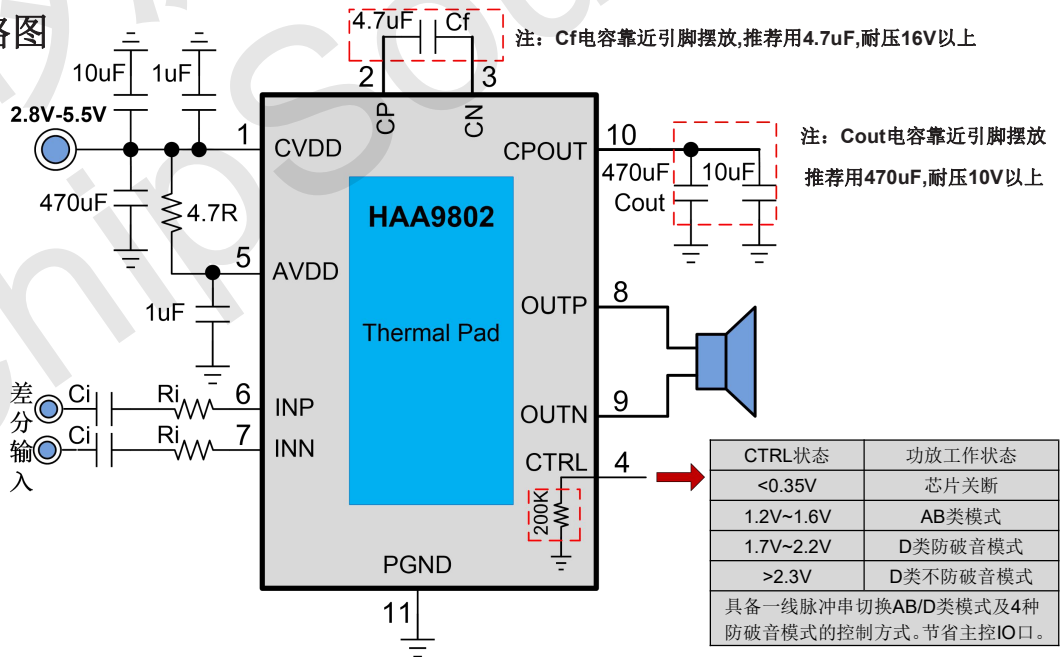 路图
4.7uF Cf
注：Cf电容靠近引脚摆放,推荐用4.7uF,耐压16V以上
10uF 1uF
2 3
CP CN
2.8V-5.5V
1 CVDD
CPOUT 10
注：Cout电容靠近引脚摆放
推荐用470uF,耐压10V以上
470uF 10uF
Cout
470uF
4.7R
HAA9802
5 AVDD
1uF
Thermal Pad
OUTP 8
差分输入
Ci Ri 6 INP
Ci Ri 7 INN
OUTN 9
CTRL 4
200K
PGND
11
CTRL状态 功放工作状态
<0.35V 芯片关断
1.2V~1.6V AB类模式
1.7V~2.2V D类防破音模式
>2.3V D类不防破音模式
具备一线脉冲串切换AB/D类模式及4种
防破音模式的控制方式。节省主控IO口。